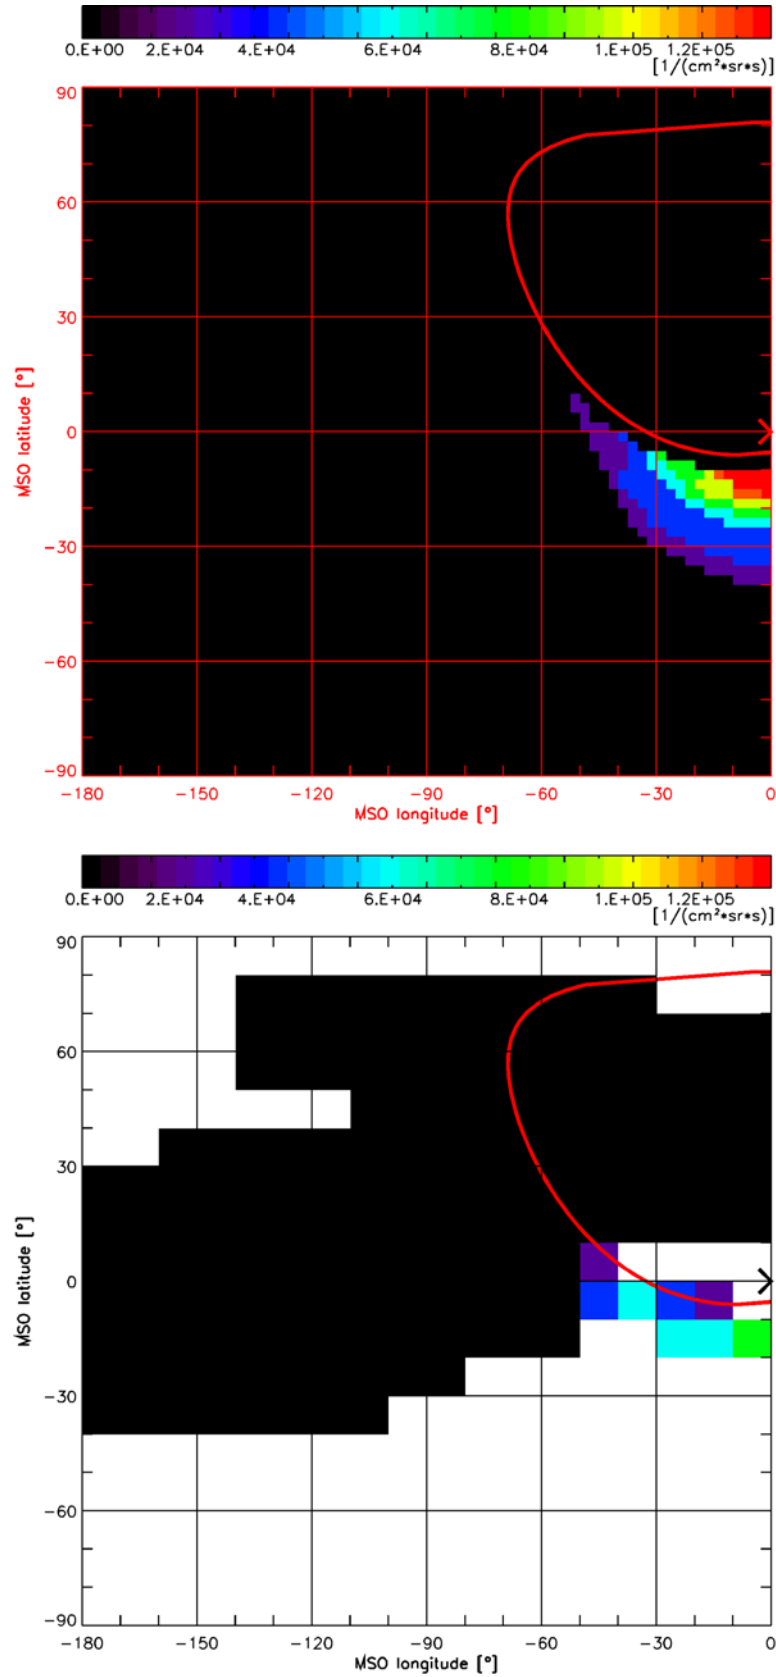 0.E+00 2.E+04 4.E+04 6.E+04 8.E+04 1.E+05 1.2E+05
[1/(cm²*sr*s)]
90
60
30
0
-30
-60
-90
MSO latitude [°]
-180 -150 -120 -90 -60 -30 0
MSO longitude [°]
0.E+00 2.E+04 4.E+04 6.E+04 8.E+04 1.E+05 1.2E+05
[1/(cm²*sr*s)]
90
60
30
0
-30
-60
-90
MSO latitude [°]
-180 -150 -120 -90 -60 -30 0
MSO longitude [°]